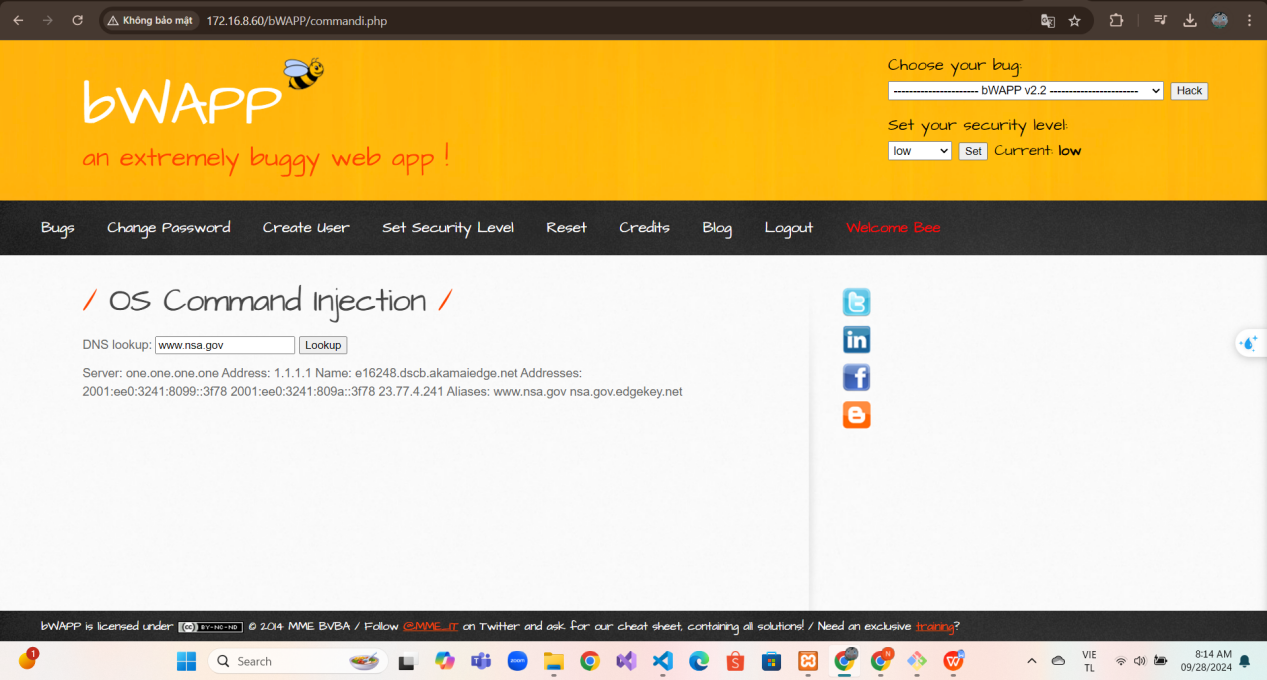 Không bảo mật 172.16.8.60/bWAPP/commandi.php
bWAPP
an extremely buggy web app !
Choose your bug:
---------------------- bWAPP v2.2 ----------------------- Hack
Set your security level:
low Set Current: low
Bugs Change Password Create User Set Security Level Reset Credits Blog Logout Welcome Bee
/ OS Command Injection /
DNS lookup: www.nsa.gov Lookup
Server: one.one.one.one Address: 1.1.1.1 Name: e16248.dscb.akamaiedge.net Addresses:
2001:ee0:3241:8099::3f78 2001:ee0:3241:809a::3f78 23.77.4.241 Aliases: www.nsa.gov nsa.gov.edgekey.net
bWAPP is licensed under (cc) BY-NC-ND © 2014 MME BVBA / Follow @MME_IT on Twitter and ask for our cheat sheet, containing all solutions! / Need an exclusive training?
1
Search
zoom
VIE
TL
8:14 AM
09/28/2024